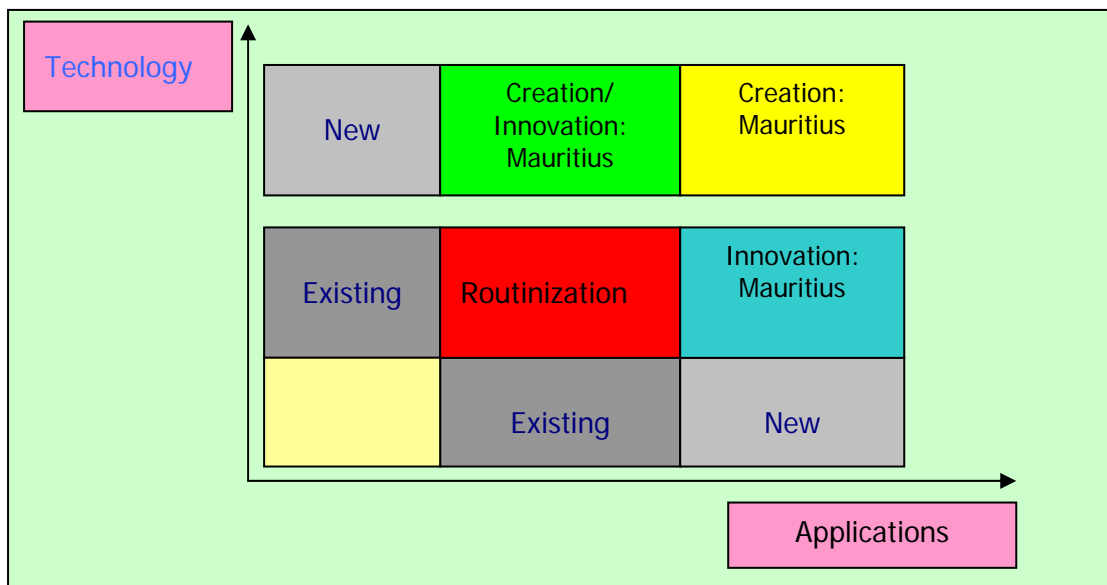 Technology
New
Creation/
Innovation:
Mauritius
Creation:
Mauritius
Existing
Routinization
Innovation:
Mauritius
Existing
New
Applications